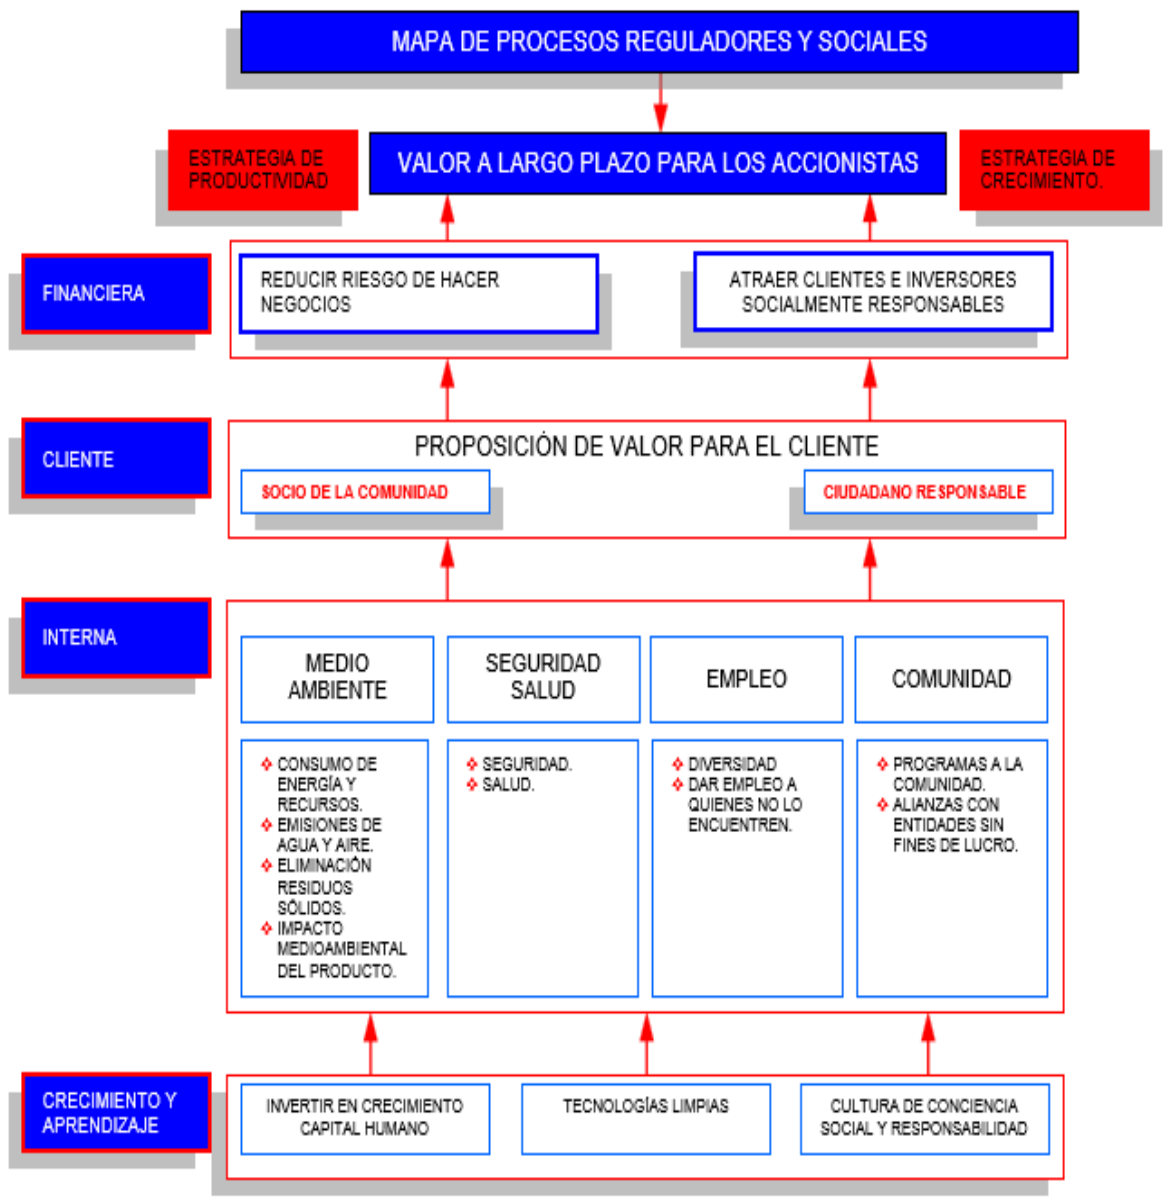 MAPA DE PROCESOS REGULADORES Y SOCIALES
ESTRATEGIA DE
PRODUCTIVIDAD
VALOR A LARGO PLAZO PARA LOS ACCIONISTAS
ESTRATEGIA DE
CRECIMIENTO.
FINANCIERA
REDUCIR RIESGO DE HACER
NEGOCIOS
ATRAER CLIENTES E INVERSORES
SOCIALMENTE RESPONSABLES
CLIENTE
PROPOSICIÓN DE VALOR PARA EL CLIENTE
SOCIO DE LA COMUNIDAD
CIUDADANO RESPONSABLE
INTERNA
MEDIO
AMBIENTE
SEGURIDAD
SALUD
EMPLEO
COMUNIDAD
❖ CONSUMO DE
ENERGÍA Y
RECURSOS.
❖ EMISIONES DE
AGUA Y AIRE.
❖ ELIMINACIÓN
RESIDUOS
SÓLIDOS.
❖ IMPACTO
MEDIOAMBIENTAL
DEL PRODUCTO.
❖ SEGURIDAD.
❖ SALUD.
❖ DIVERSIDAD
❖ DAR EMPLEO A
QUIENES NO LO
ENCUENTREN.
❖ PROGRAMAS A LA
COMUNIDAD.
❖ ALIANZAS CON
ENTIDADES SIN
FINES DE LUCRO.
CRECIMIENTO Y
APRENDIZAJE
INVERTIR EN CRECIMIENTO
CAPITAL HUMANO
TECNOLOGÍAS LIMPIAS
CULTURA DE CONCIENCIA
SOCIAL Y RESPONSABILIDAD